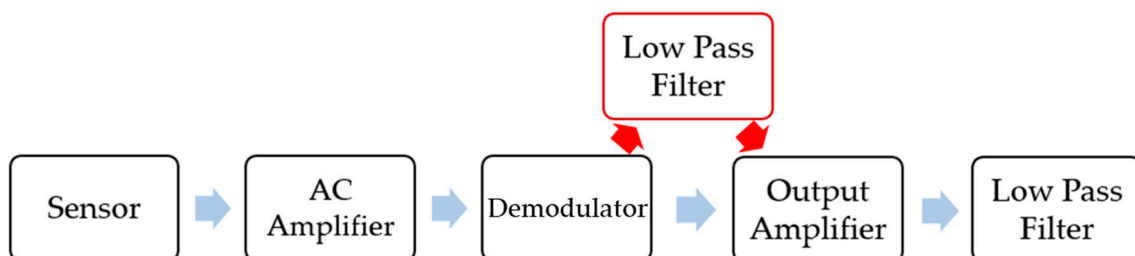 Low Pass
Filter
Sensor
AC
Amplifier
Demodulator
Output
Amplifier
Low Pass
Filter